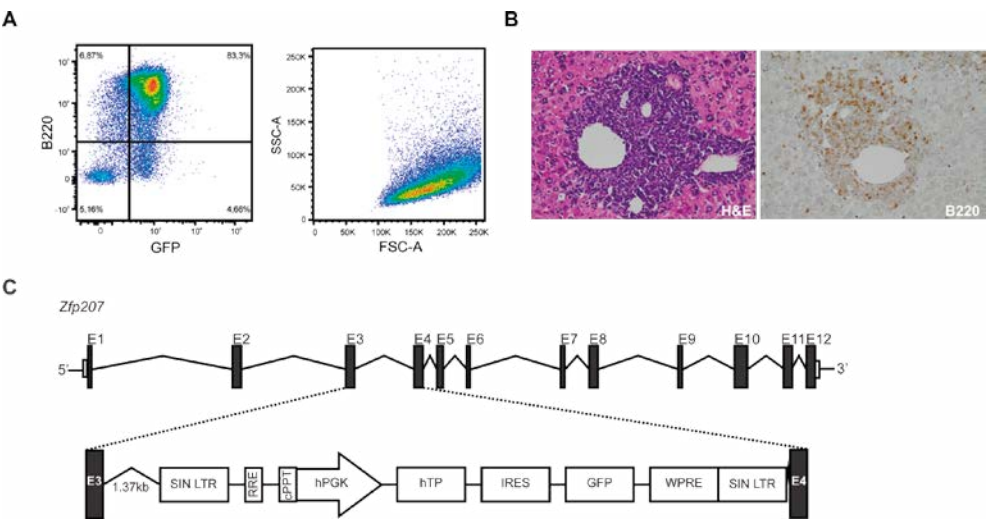 A
6,87%
83,3%
B220
5,16%
4,66%
GFP
0
250K
200K
150K
100K
50K
0
SSC-A
0 50K 100K 150K 200K 250K
FSC-A
B
H&E
B220
C
Zfp207
E1 E2 E3 E4 E5 E6 E7 E8 E9 E10 E11 E12
5' 3'
E3 1.37kb SIN LTR RRE cPPT hPGK hTP IRES GFP WPRE SIN LTR E4